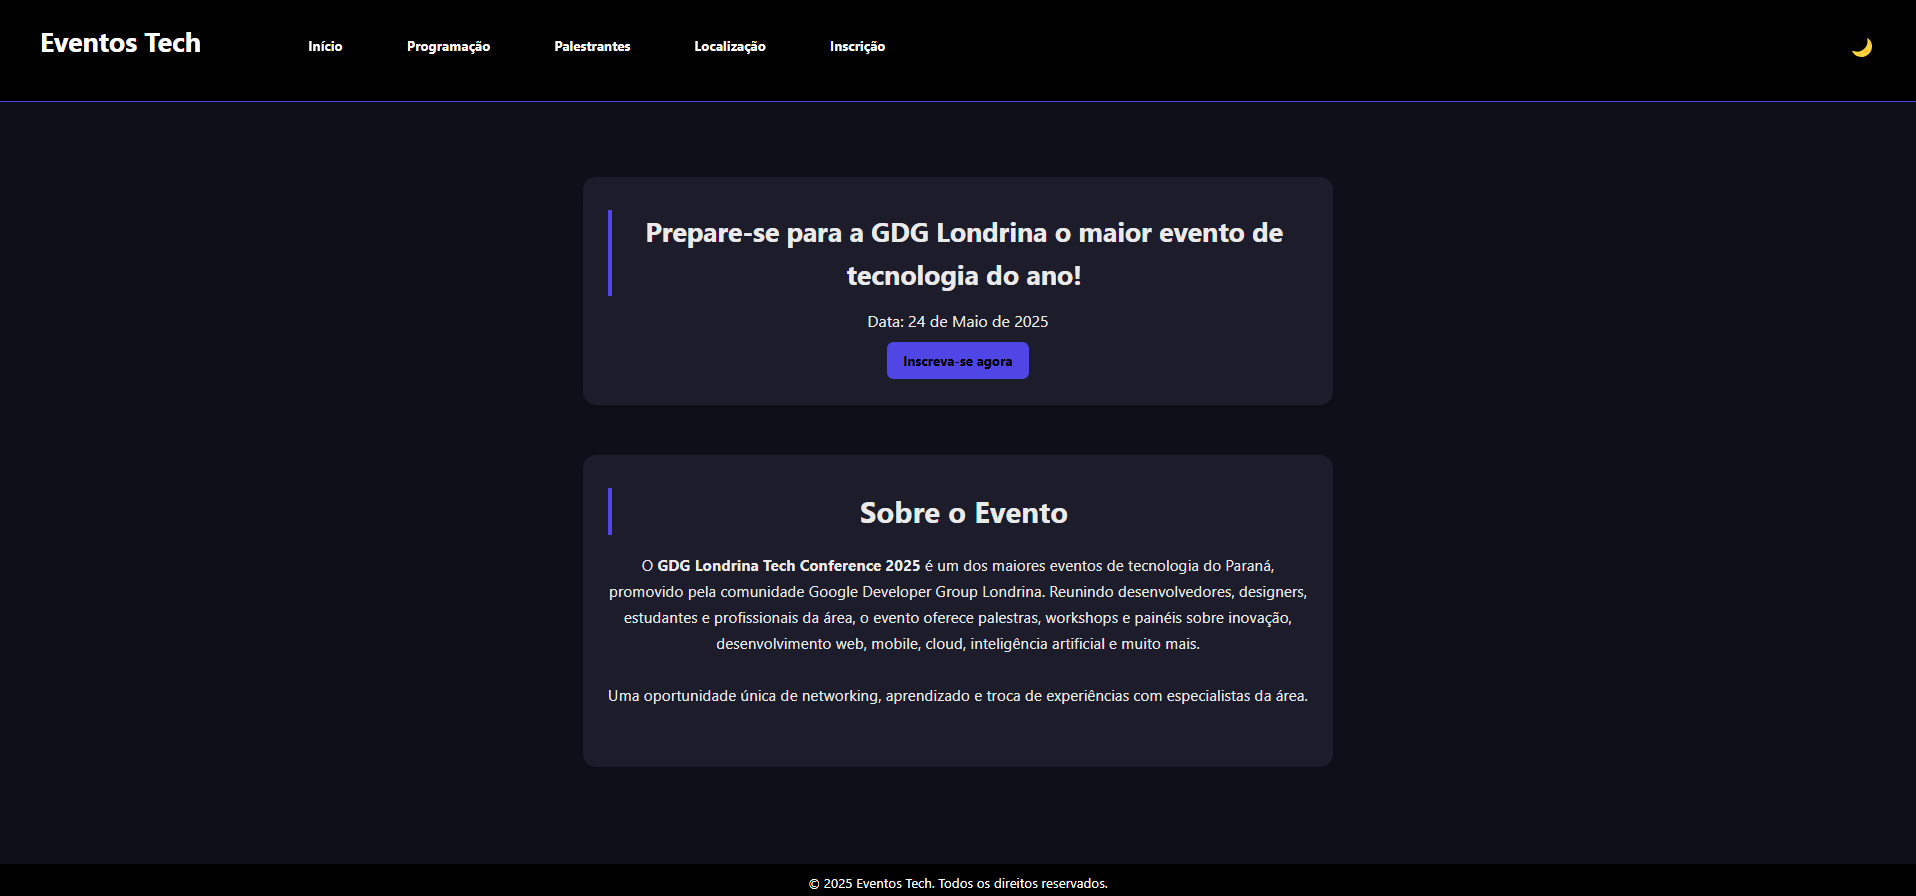 Eventos Tech
Início
Programação
Palestrantes
Localização
Inscrição
Prepare-se para a GDG Londrina o maior evento de
tecnologia do ano!
Data: 24 de Maio de 2025
Inscreva-se agora
Sobre o Evento
O GDG Londrina Tech Conference 2025 é um dos maiores eventos de tecnologia do Paraná,
promovido pela comunidade Google Developer Group Londrina. Reunindo desenvolvedores, designers,
estudantes e profissionais da área, o evento oferece palestras, workshops e painéis sobre inovação,
desenvolvimento web, mobile, cloud, inteligência artificial e muito mais.
Uma oportunidade única de networking, aprendizado e troca de experiências com especialistas da área.
© 2025 Eventos Tech. Todos os direitos reservados.